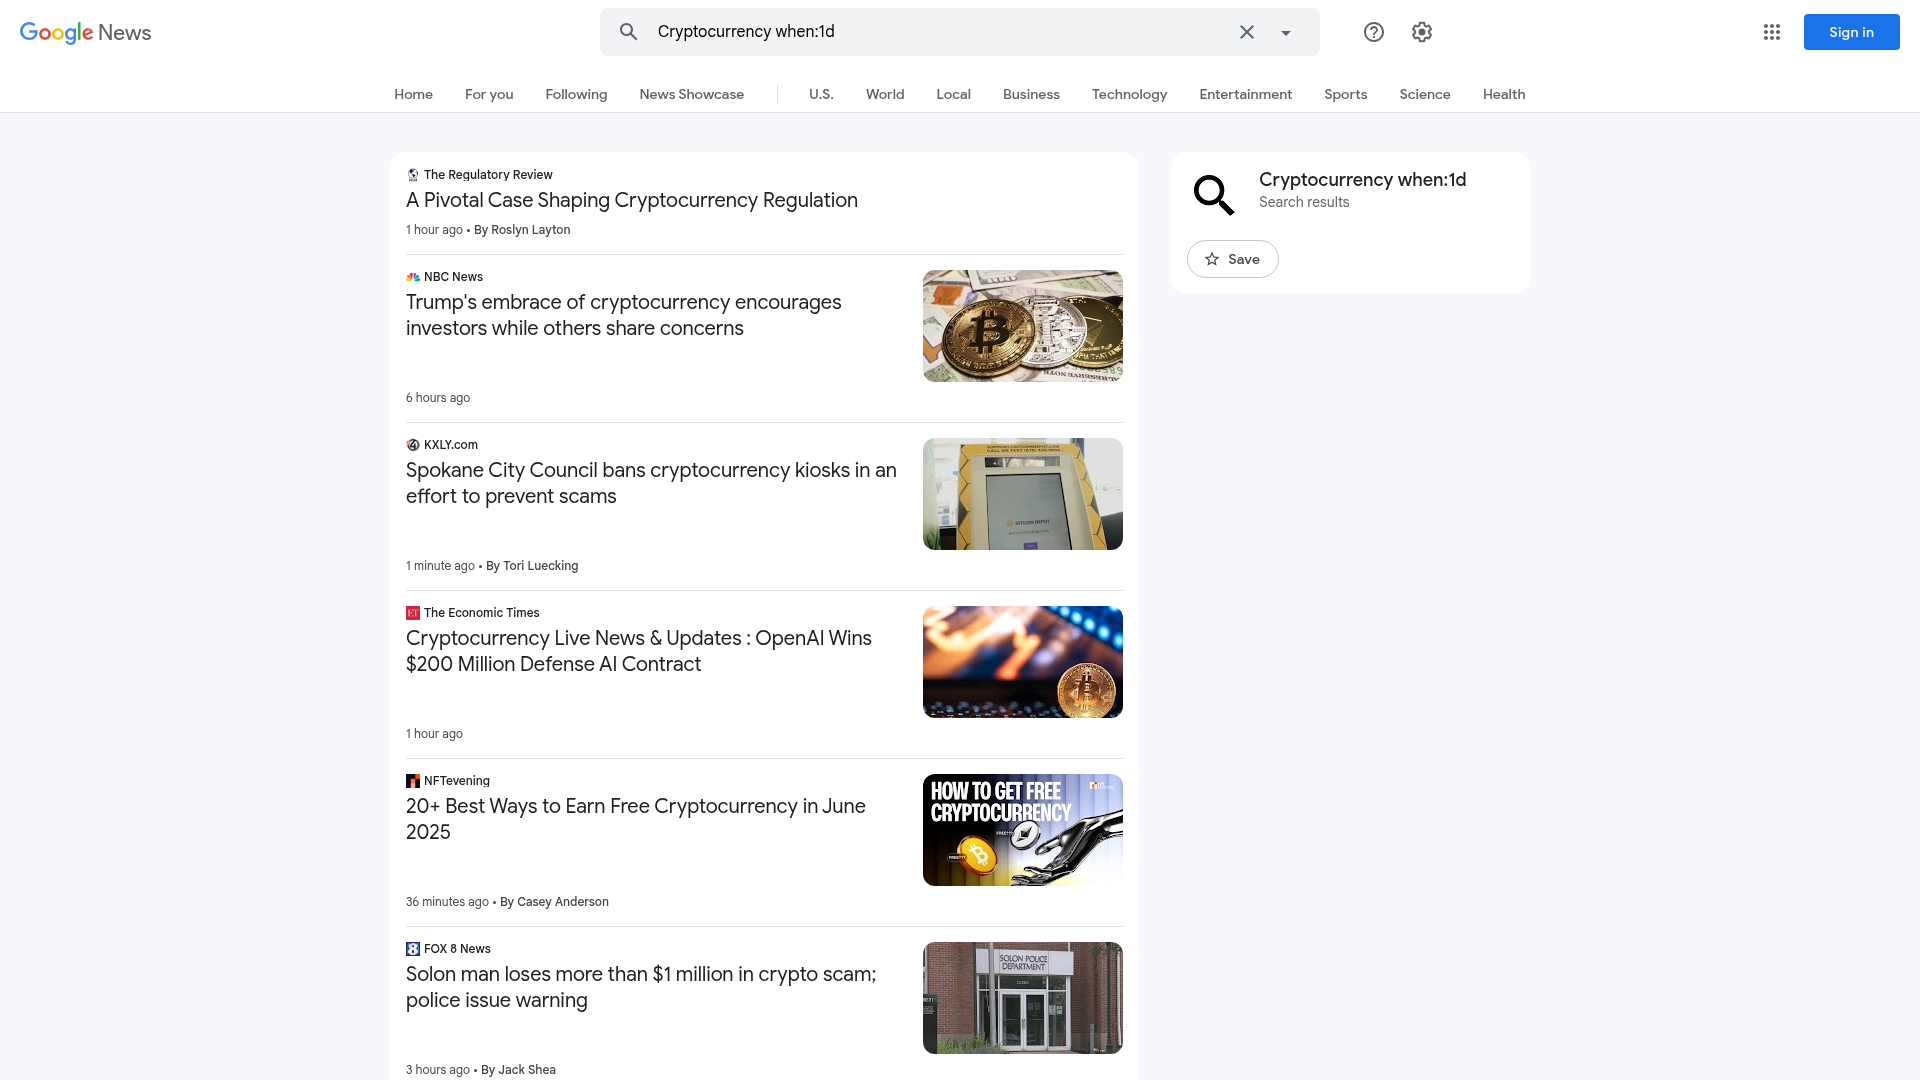 Google News
Cryptocurrency when:1d
Sign in
Home
For you
Following
News Showcase
U.S.
World
Local
Business
Technology
Entertainment
Sports
Science
Health
The Regulatory Review
A Pivotal Case Shaping Cryptocurrency Regulation
1 hour ago • By Roslyn Layton
NBC News
Trump's embrace of cryptocurrency encourages
investors while others share concerns
6 hours ago
KXLY.com
Spokane City Council bans cryptocurrency kiosks in an
effort to prevent scams
BITCOIN DEPOT
1 minute ago • By Tori Luecking
ET
The Economic Times
Cryptocurrency Live News & Updates : OpenAI Wins
$200 Million Defense AI Contract
1 hour ago
NFTevening
20+ Best Ways to Earn Free Cryptocurrency in June
2025
HOW TO GET FREE
CRYPTOCURRENCY
36 minutes ago • By Casey Anderson
8
FOX 8 News
Solon man loses more than $1 million in crypto scam;
police issue warning
SOLON POLICE
DEPARTMENT
3 hours ago • By Jack Shea
Cryptocurrency when:1d
Search results
Save